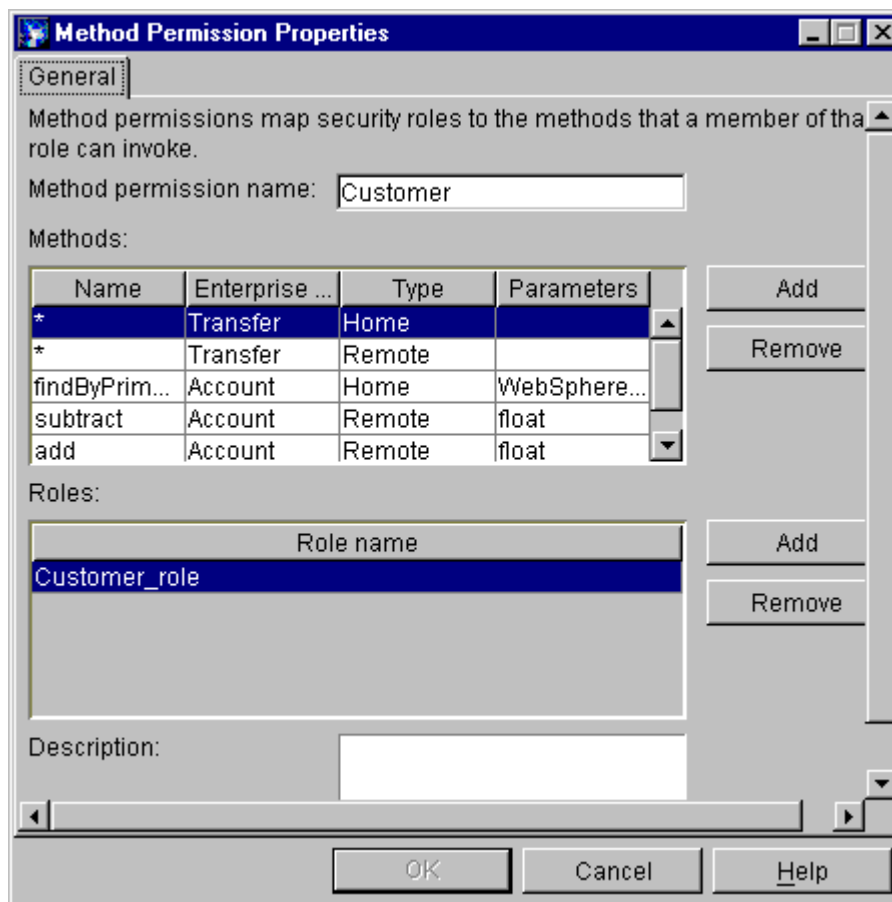 Method Permission Properties
General
Method permissions map security roles to the methods that a member of tha
role can invoke.
Method permission name: Customer
Methods:
Name Enterprise ... Type Parameters Add
* Transfer Home
* Transfer Remote Remove
findByPrim... Account Home WebSphere...
subtract Account Remote float
add Account Remote float
Roles:
Role name Add
Customer_role
Remove
Description:
OK Cancel Help